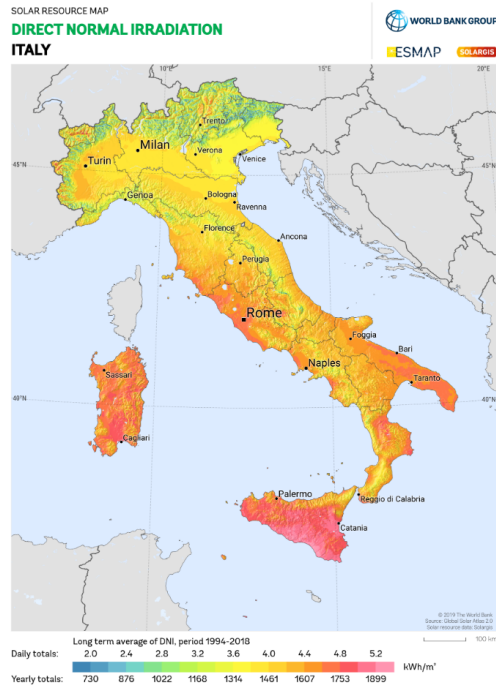 SOLAR RESOURCE MAP
DIRECT NORMAL IRRADIATION
ITALY
WORLD BANK GROUP
ESMAP
SOLARGIS
10°E
15°E
20°E
Trento
Milan
Verona
Venice
45°N
Turin
45°N
Genoa
Bologna
Ravenna
Florence
Ancona
Perugia
Rome
Foggia
Bari
Naples
Taranto
Sassari
40°N
40°N
Cagliari
Palermo
Reggio di Calabria
Catania
© 2019 The World Bank
Source: Global Solar Atlas 2.0
Solar resource data: Solargis
100 km
Long term average of DNI, period 1994-2018
Daily totals: 2.0 2.4 2.8 3.2 3.6 4.0 4.4 4.8 5.2
kWh/m²
Yearly totals: 730 876 1022 1168 1314 1461 1607 1753 1899